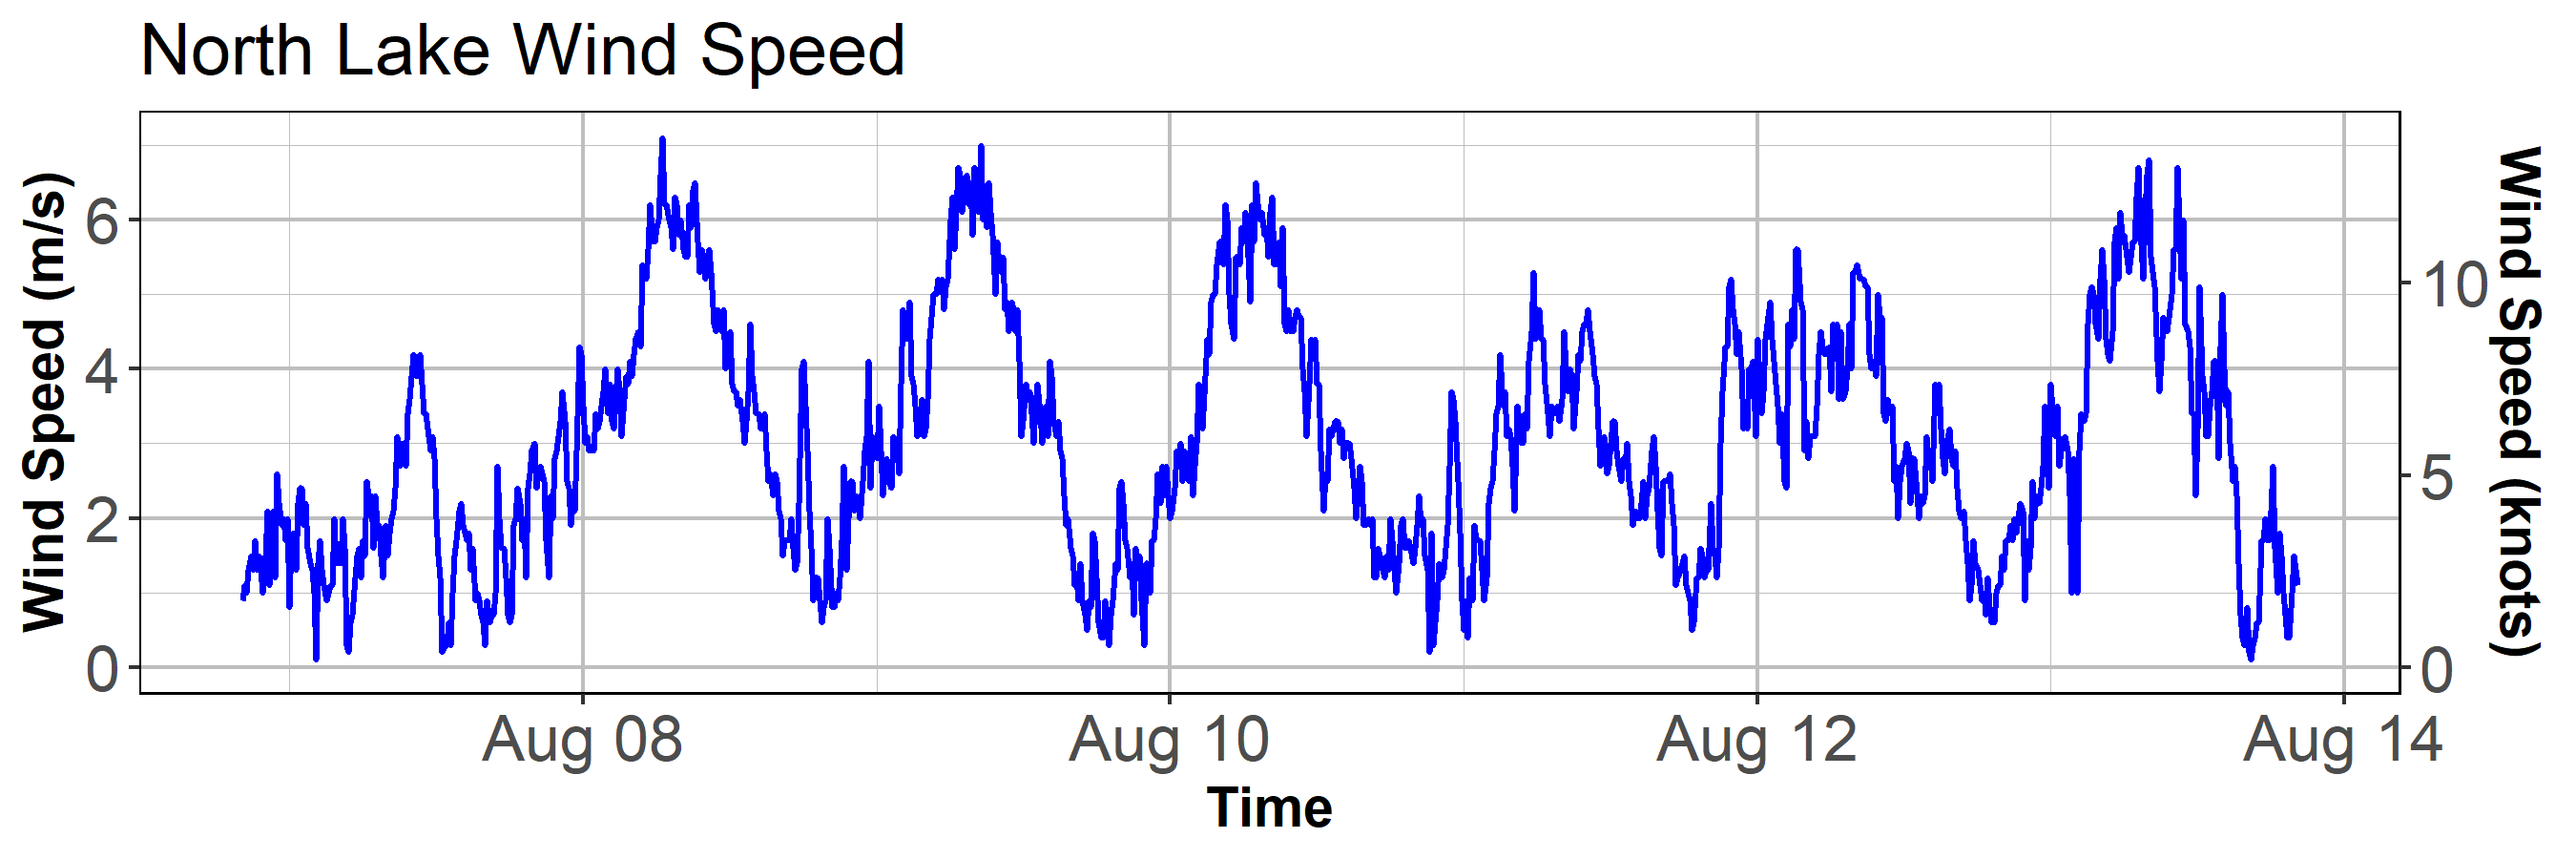 North Lake Wind Speed
Wind Speed (m/s)
6
4
2
0
10
5
0
Wind Speed (knots)
Aug 08 Aug 10 Aug 12 Aug 14
Time